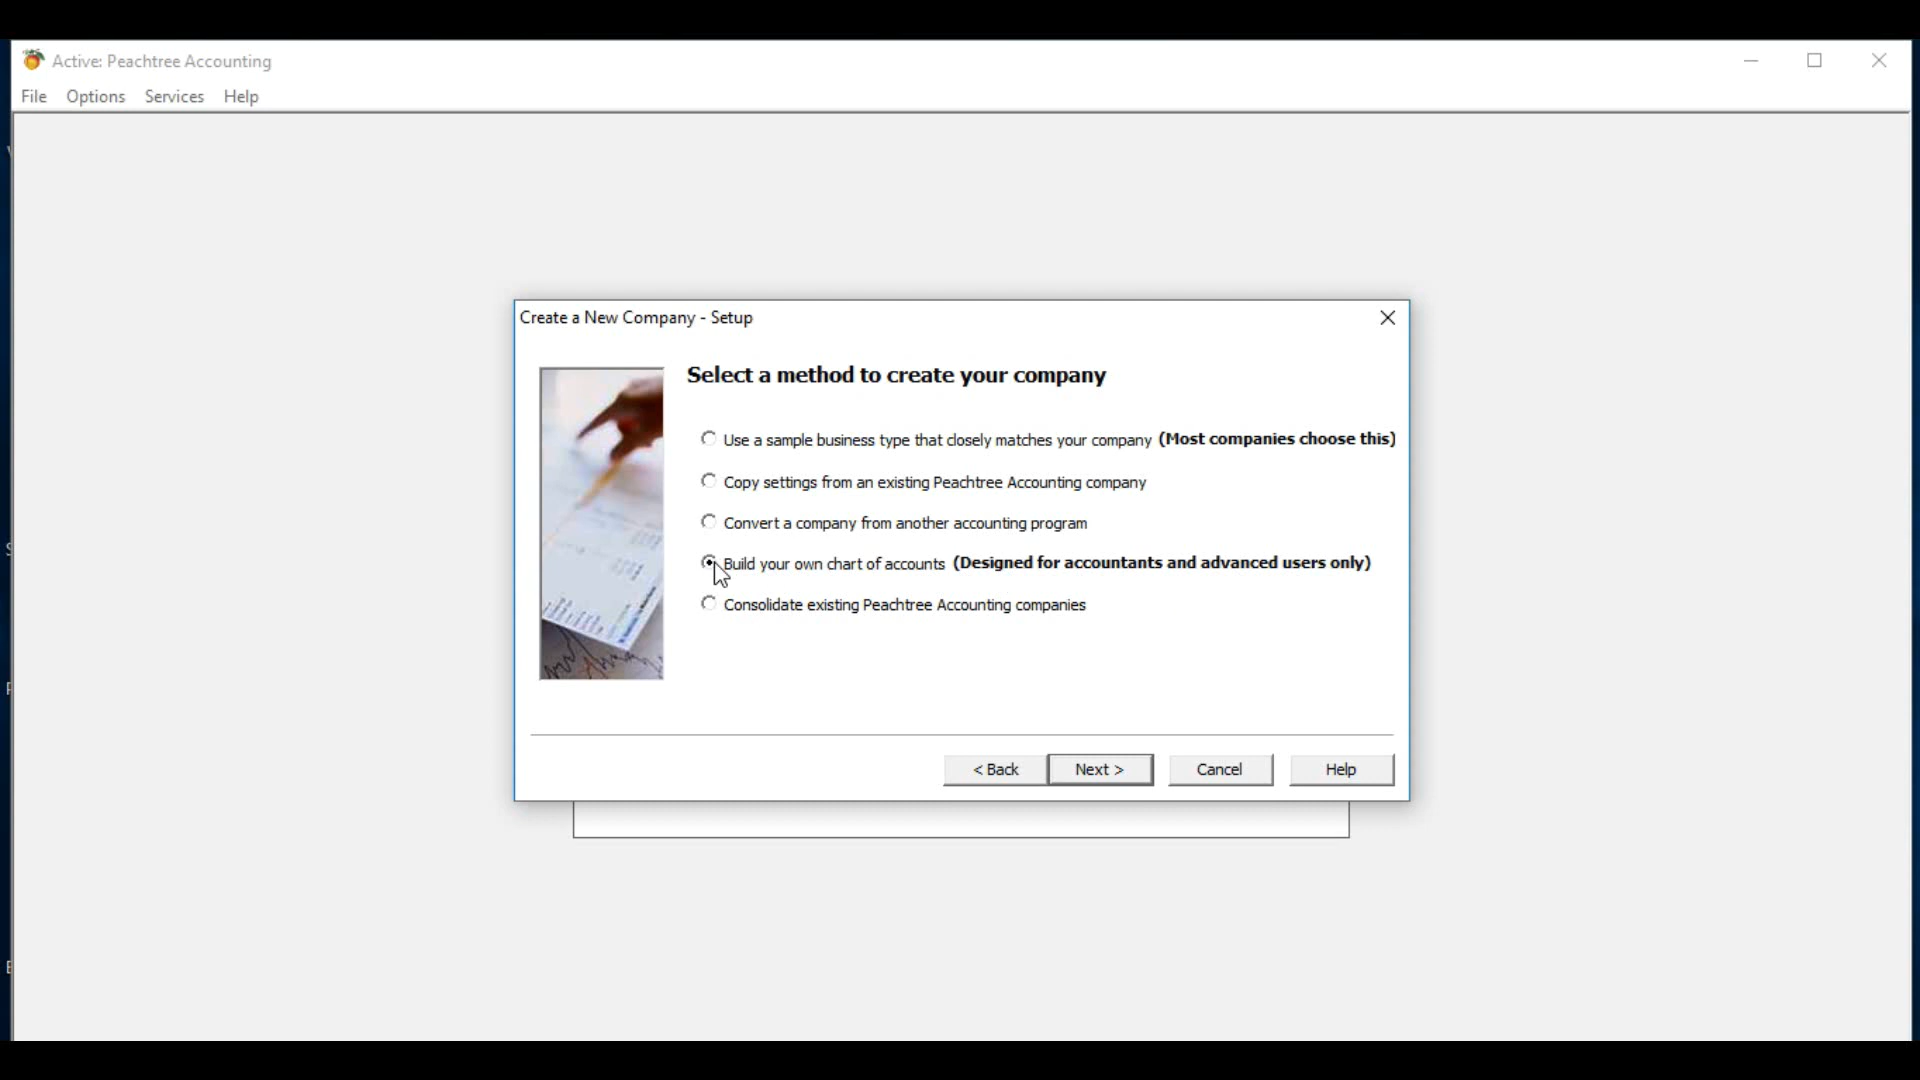 Active: Peachtree Accounting
File Options Services Help
Create a New Company - Setup
Select a method to create your company
Use a sample business type that closely matches your company (Most companies choose this)
Copy settings from an existing Peachtree Accounting company
Convert a company from another accounting program
Build your own chart of accounts (Designed for accountants and advanced users only)
Consolidate existing Peachtree Accounting companies
< Back Next > Cancel Help